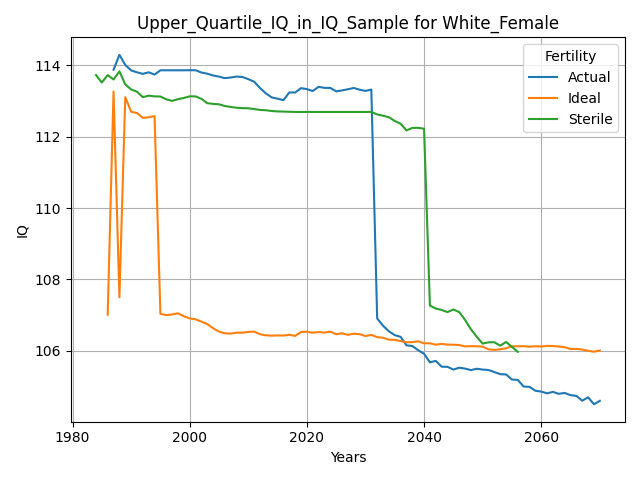 Upper_Quartile_IQ_in_IQ_Sample for White_Female
Fertility
Actual
Ideal
Sterile
114
112
110
108
106
IQ
1980
2000
2020
2040
2060
Years